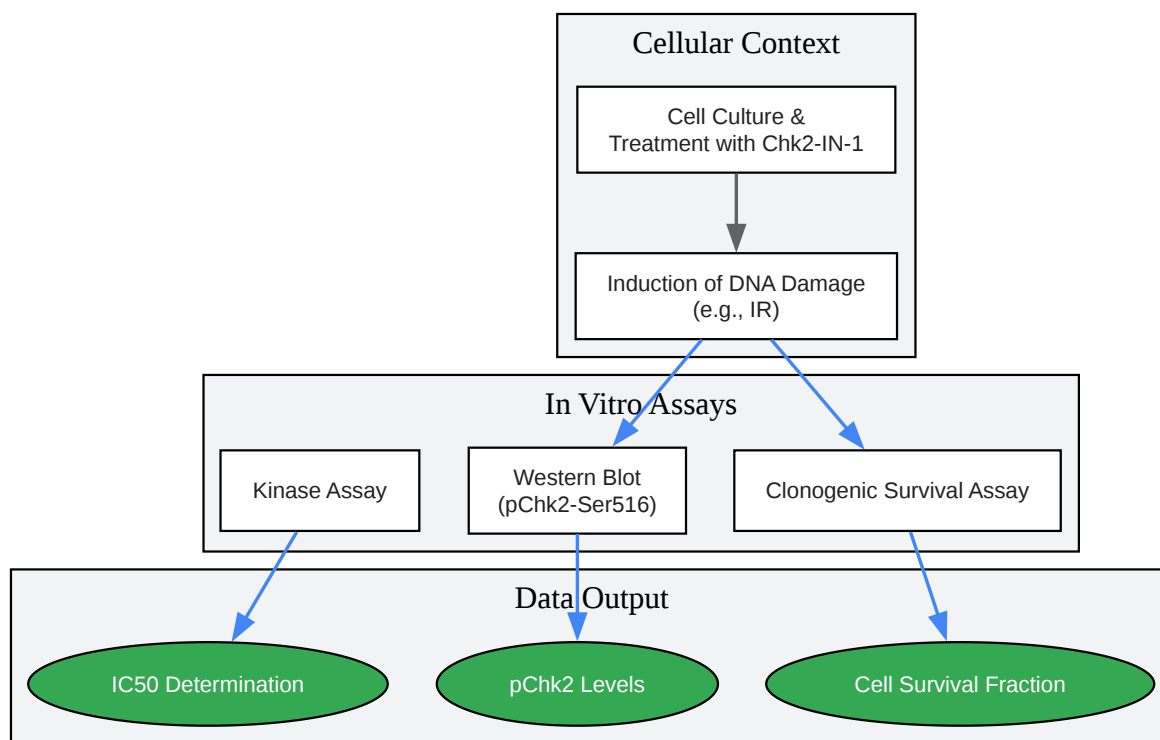 Cellular Context
Cell Culture &
Treatment with Chk2-IN-1
Induction of DNA Damage
(e.g., IR)
In Vitro Assays
Kinase Assay
Western Blot
(pChk2-Ser516)
Clonogenic Survival Assay
Data Output
IC50 Determination
pChk2 Levels
Cell Survival Fraction